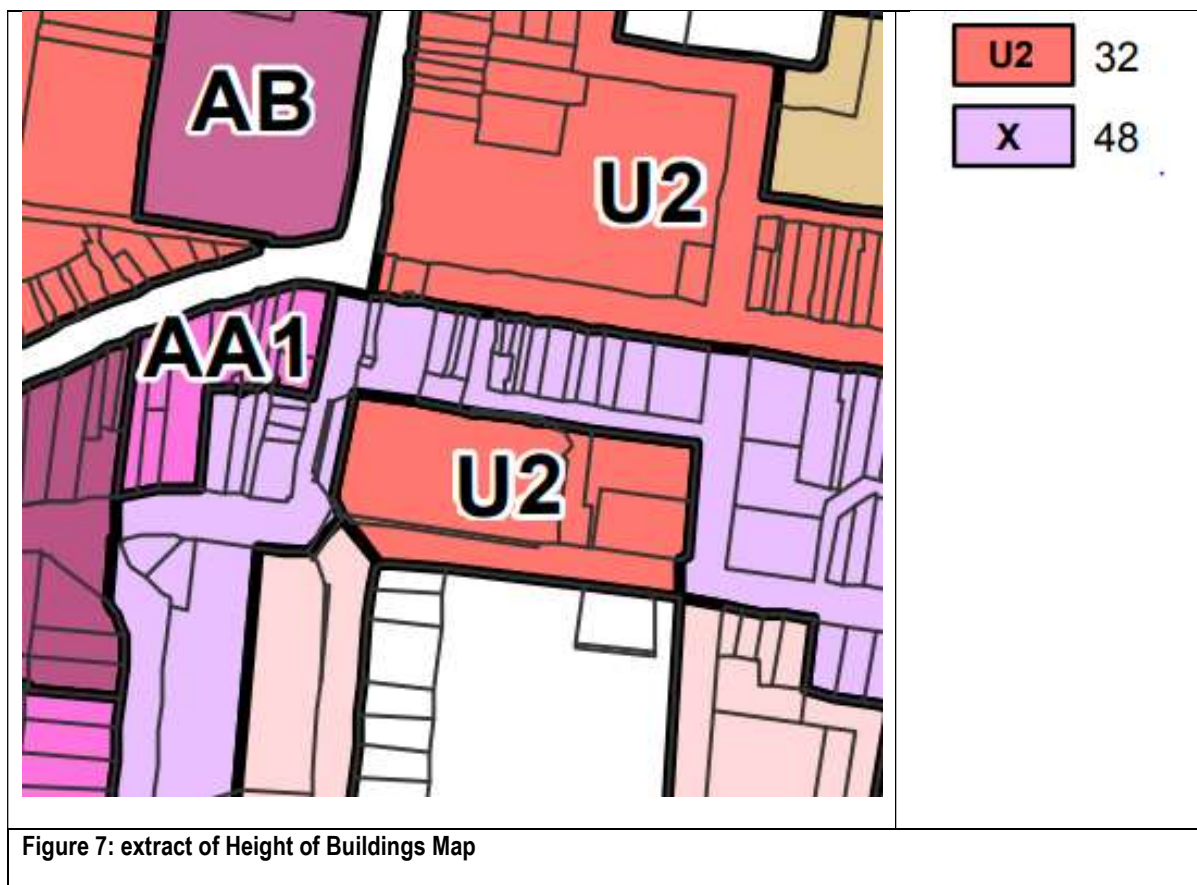 AB
U2
AA1
U2
U2 32
X 48
Figure 7: extract of Height of Buildings Map